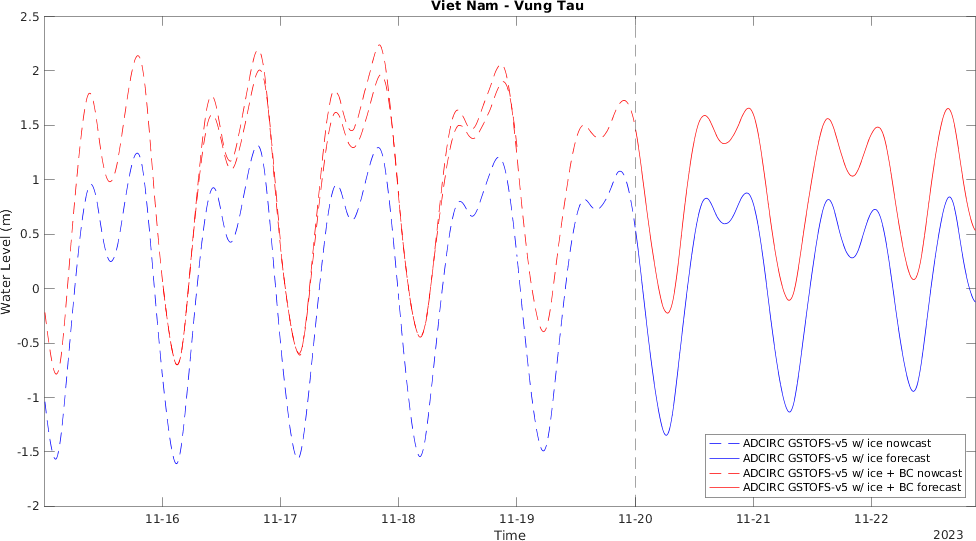 Viet Nam - Vung Tau
2.5
2
1.5
1
0.5
0
-0.5
-1
-1.5
-2
Water Level (m)
ADCIRC GSTOFS-v5 w/ ice nowcast
ADCIRC GSTOFS-v5 w/ ice forecast
ADCIRC GSTOFS-v5 w/ ice + BC nowcast
ADCIRC GSTOFS-v5 w/ ice + BC forecast
11-16 11-17 11-18 11-19 11-20 11-21 11-22
Time
2023